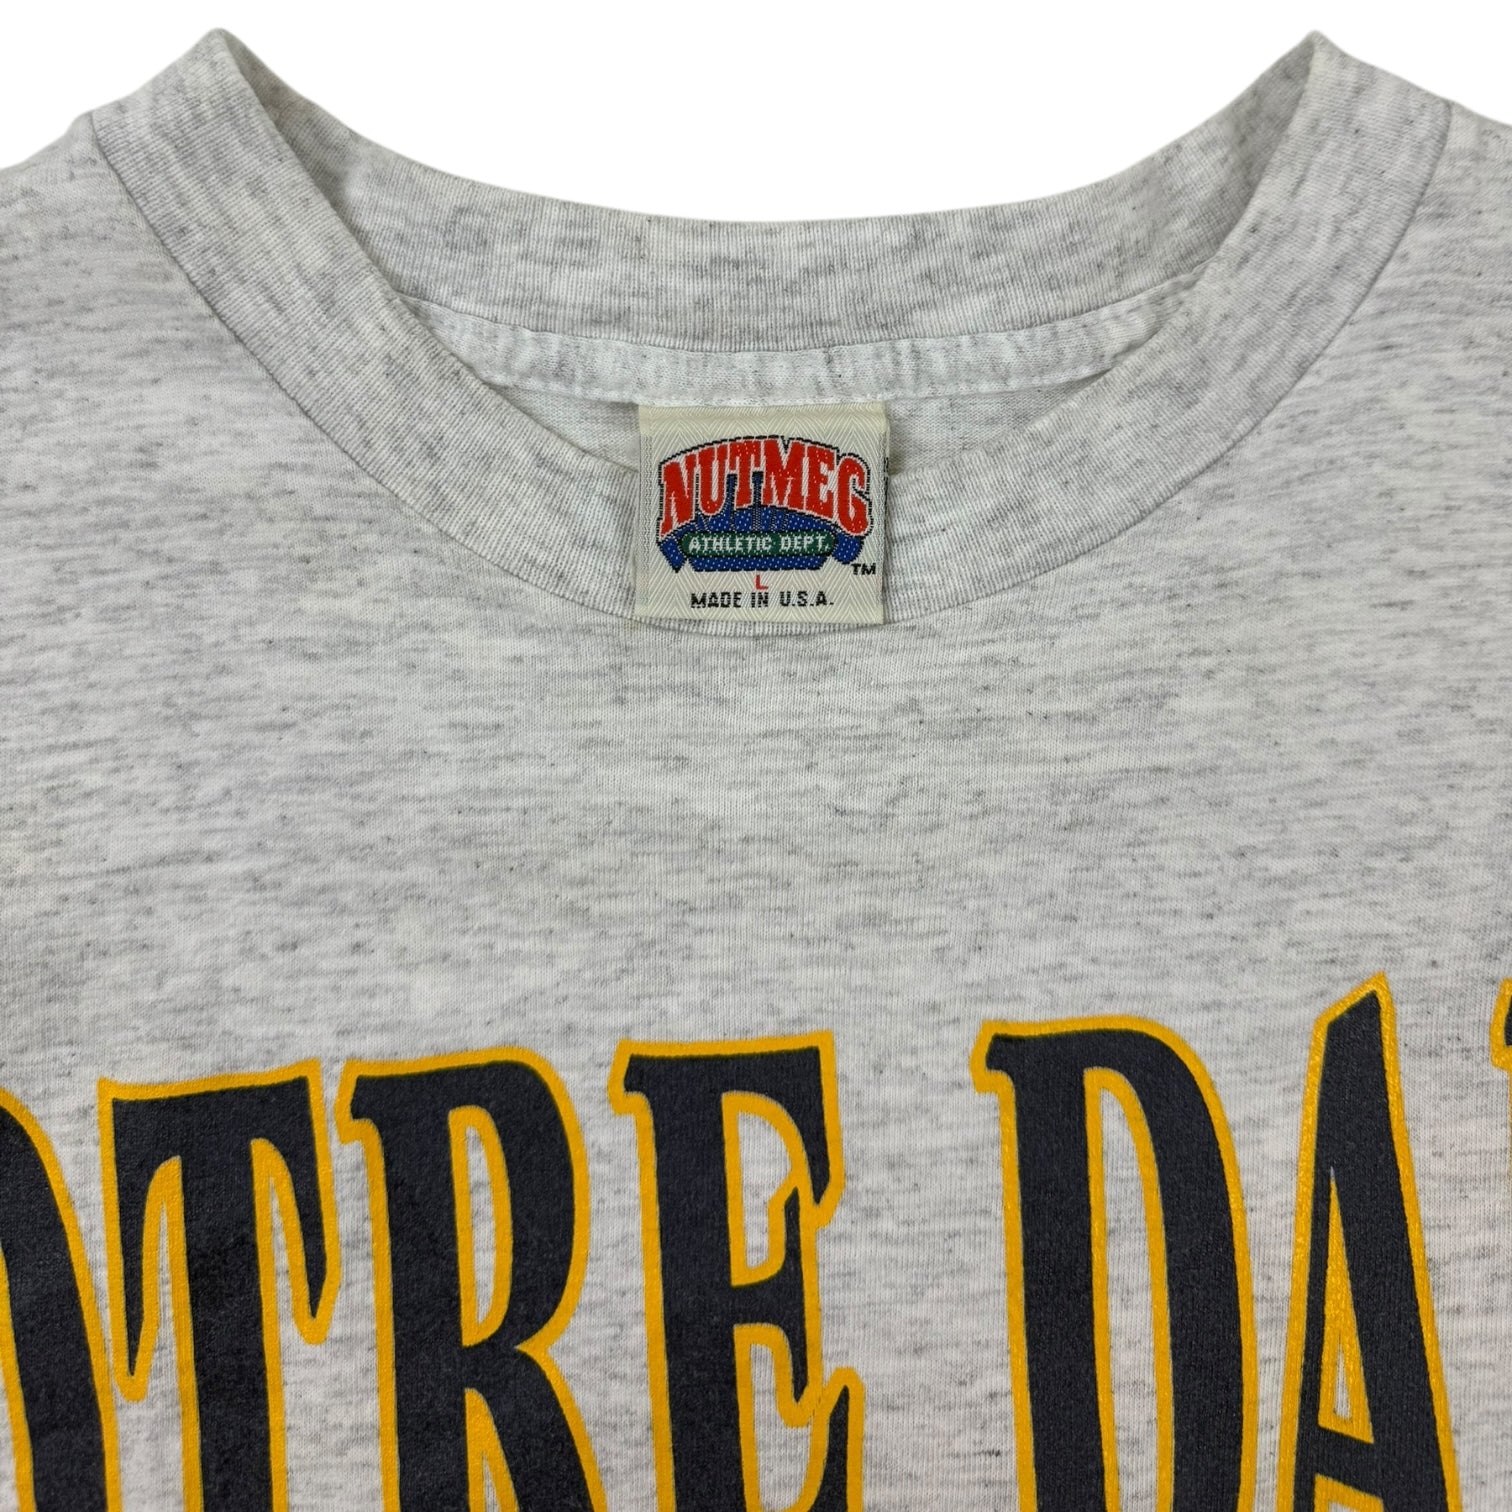 NUTMEG
ATHLETIC DEPT.
TM
L
MADE IN U.S.A.
OTRE DA